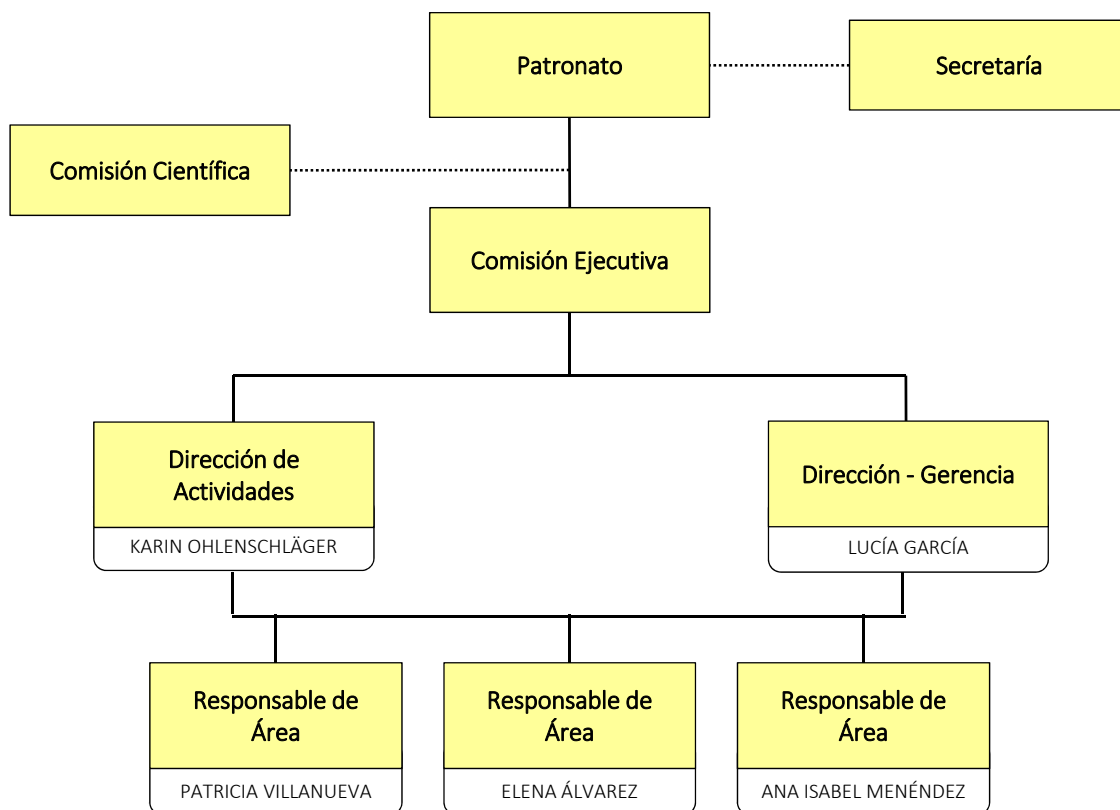 Patronato
Secretaría
Comisión Científica
Comisión Ejecutiva
Dirección de
Actividades
KARIN OHLENSCHLÄGER
Dirección - Gerencia
LUCÍA GARCÍA
Responsable de
Área
PATRICIA VILLANUEVA
Responsable de
Área
ELENA ÁLVAREZ
Responsable de
Área
ANA ISABEL MENÉNDEZ